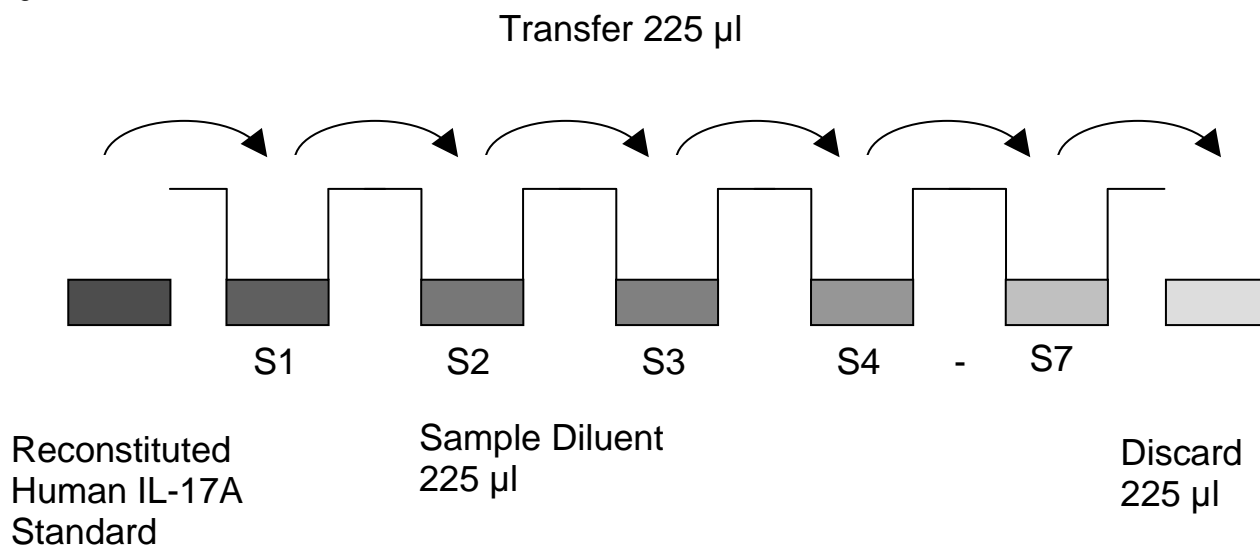 Transfer 225 µl
S1 S2 S3 S4 - S7
Reconstituted
Human IL-17A
Standard
Sample Diluent
225 µl
Discard
225 µl